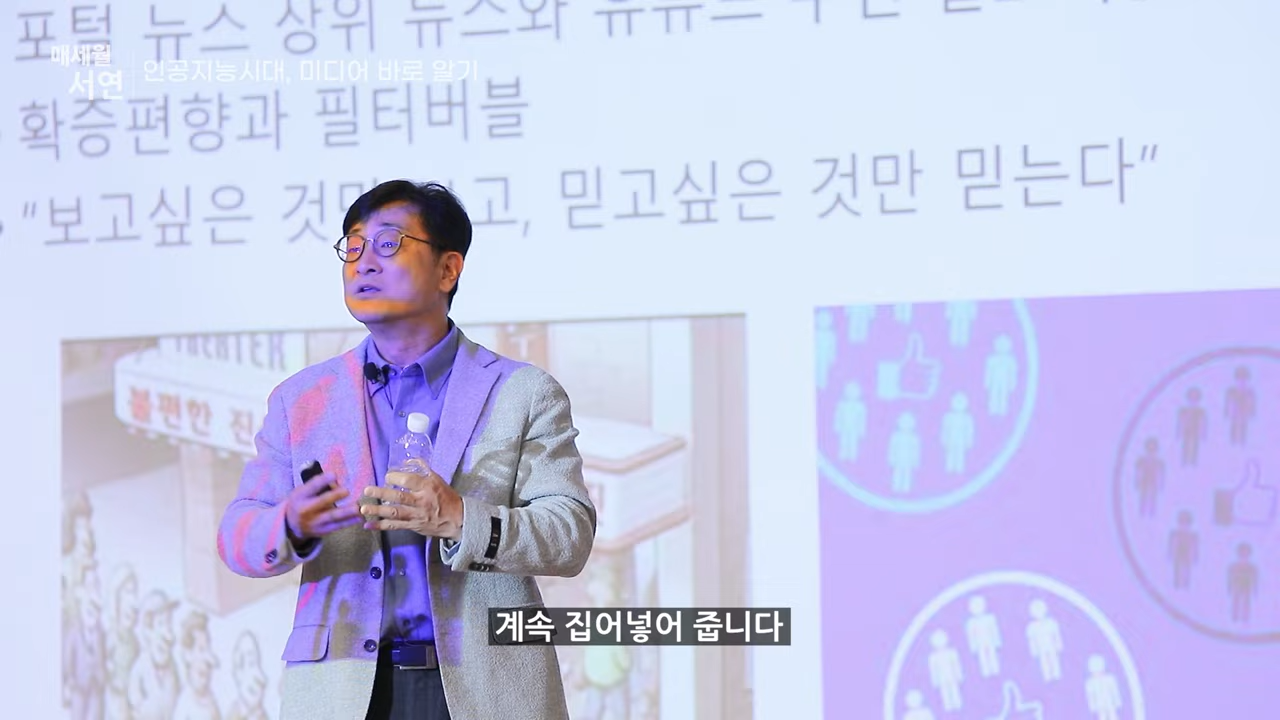 포털 뉴스 상위 뉴스와
매세월
서연
인공지능시대, 미디어 바로 알기
확증편향과 필터버블
"보고싶은 것만 보고, 믿고싶은 것만 믿는다"
불편한 진
계속 집어넣어 줍니다